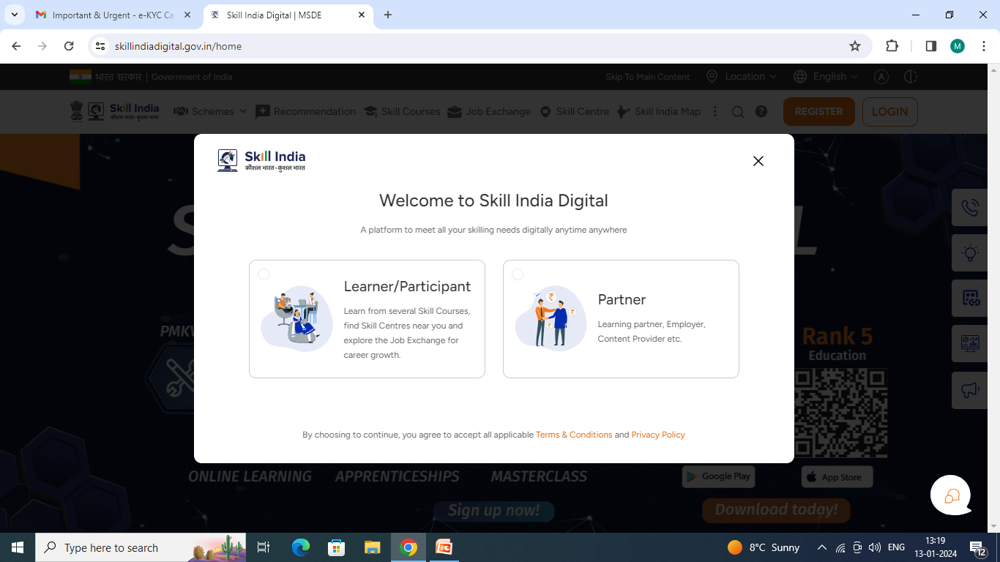 Important & Urgent - e-KYC Ca
Skill India Digital | MSDE
skillindiadigital.gov.in/home
M
भारत सरकार | Government of India
Skip To Main Content
Location
English
A
Skill India
कौशल भारत - कुशल भारत
Schemes
Recommendation
Skill Courses
Job Exchange
Skill Centre
Skill India Map
REGISTER
LOGIN
Skill India
कौशल भारत - कुशल भारत
Welcome to Skill India Digital
A platform to meet all your skilling needs digitally anytime anywhere
Learner/Participant
Learn from several Skill Courses,
find Skill Centres near you and
explore the Job Exchange for
career growth.
Partner
Learning partner, Employer,
Content Provider etc.
By choosing to continue, you agree to accept all applicable Terms & Conditions and Privacy Policy
S
L
PMKV
Rank 5
Education
ONLINE LEARNING
APPRENTICESHIPS
MASTERCLASS
Google Play
App Store
Sign up now!
Download today!
Type here to search
8°C Sunny
ENG
13:19
13-01-2024
12